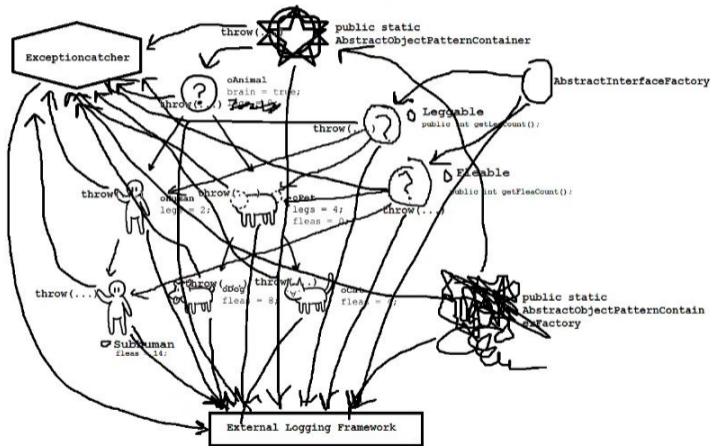 throw(...)
public static
AbstractObjectPatternContainer
Exceptioncatcher
oAnimal
brain = true;
throw(...)
AbstractInterfaceFactory
Leggable
public int getLegCount();
throw(...)
public int getFleaCount();
throw(...)
throw
oHuman
legs = 2;
throw(...)
oPet
legs = 4;
fleas = 0;
throw(...)
throw(...)
oDog
fleas = 8;
throw(...)
oCat
fleas =
Subhuman
fleas = 14;
public static
AbstractObjectPatternContain
erFactory
External Logging Framework